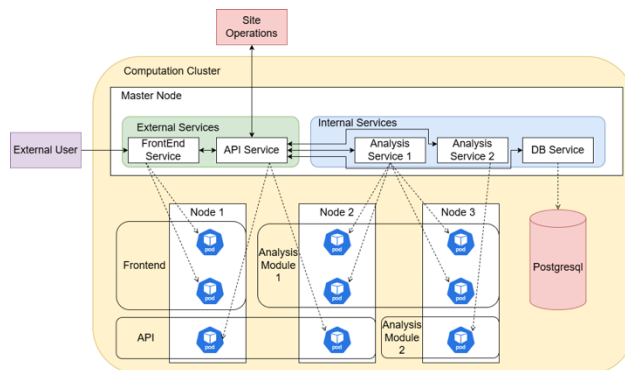 Site
Operations
Computation Cluster
Master Node
External Services
Internal Services
External User
FrontEnd
Service
API Service
Analysis
Service 1
Analysis
Service 2
DB Service
Node 1
Node 2
Node 3
Frontend
pod
pod
Analysis
Module
1
pod
pod
pod
pod
Postgresql
API
pod
pod
Analysis
Module
2
pod